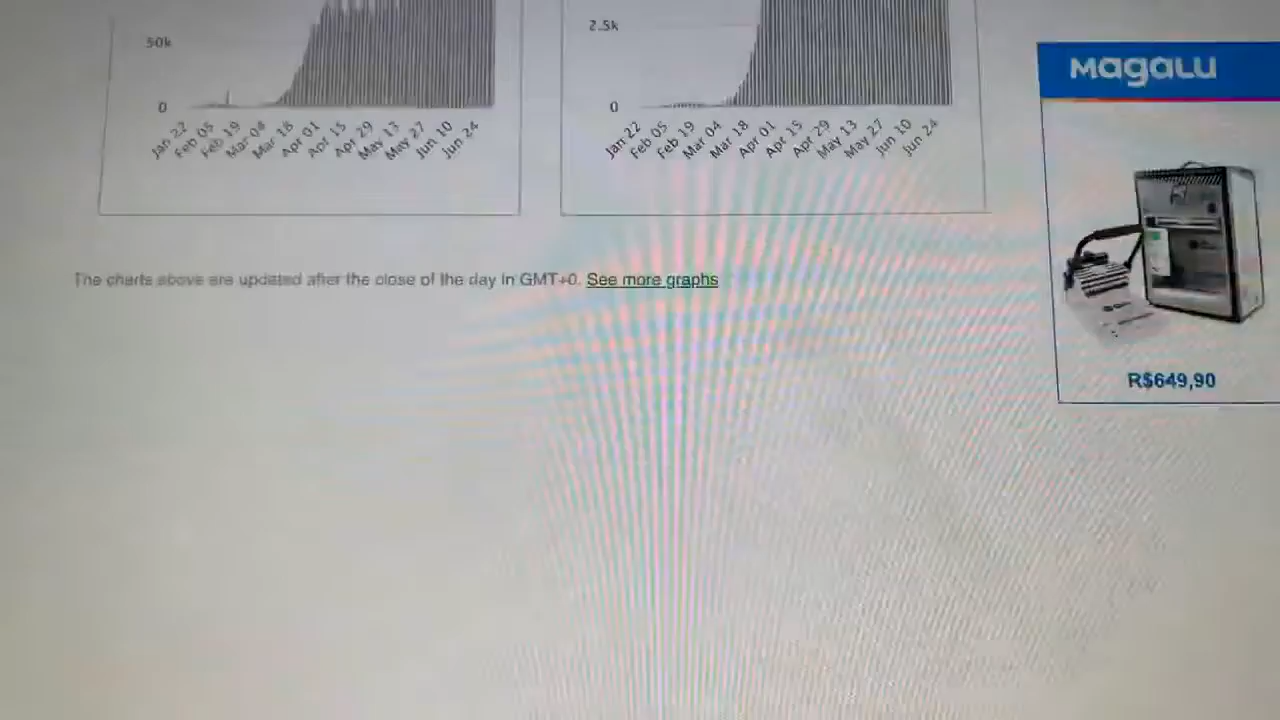 50k
0
Jan 22
Feb 05
Feb 19
Mar 04
Mar 18
Apr 01
Apr 15
Apr 29
May 13
May 27
Jun 10
Jun 24
2.5k
0
Jan 22
Feb 05
Feb 19
Mar 04
Mar 18
Apr 01
Apr 15
Apr 29
May 13
May 27
Jun 10
Jun 24
The charts above are updated after the close of the day in GMT+0. See more graphs
Magalu
R$649,90